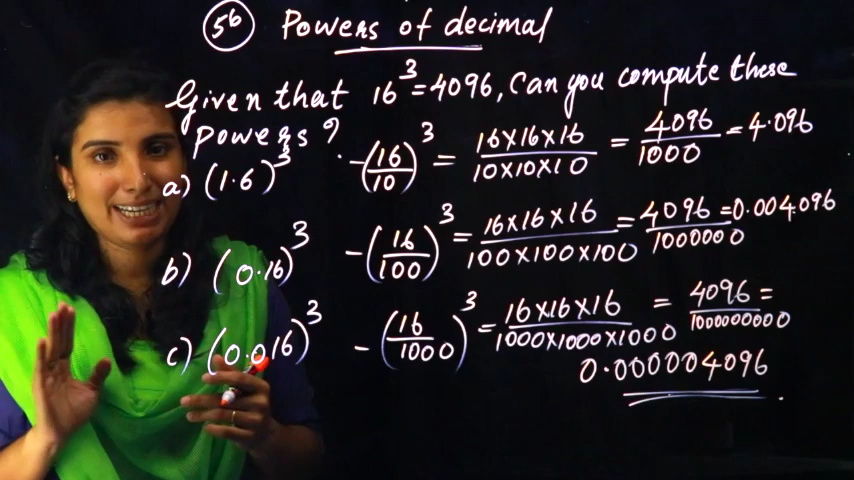 56 Powers of decimal
Given that 16³=4096, Can you compute these
powers?
a) (1.6)³ - (16/10)³ = 16×16×16/10×10×10 = 4096/1000 = 4.096
b) (0.16)³ - (16/100)³ = 16×16×16/100×100×100 = 4096/1000000 = 0.004.096
c) (0.016)³ - (16/1000)³ = 16×16×16/1000×1000×1000 = 4096/1000000000 =
0.000004096